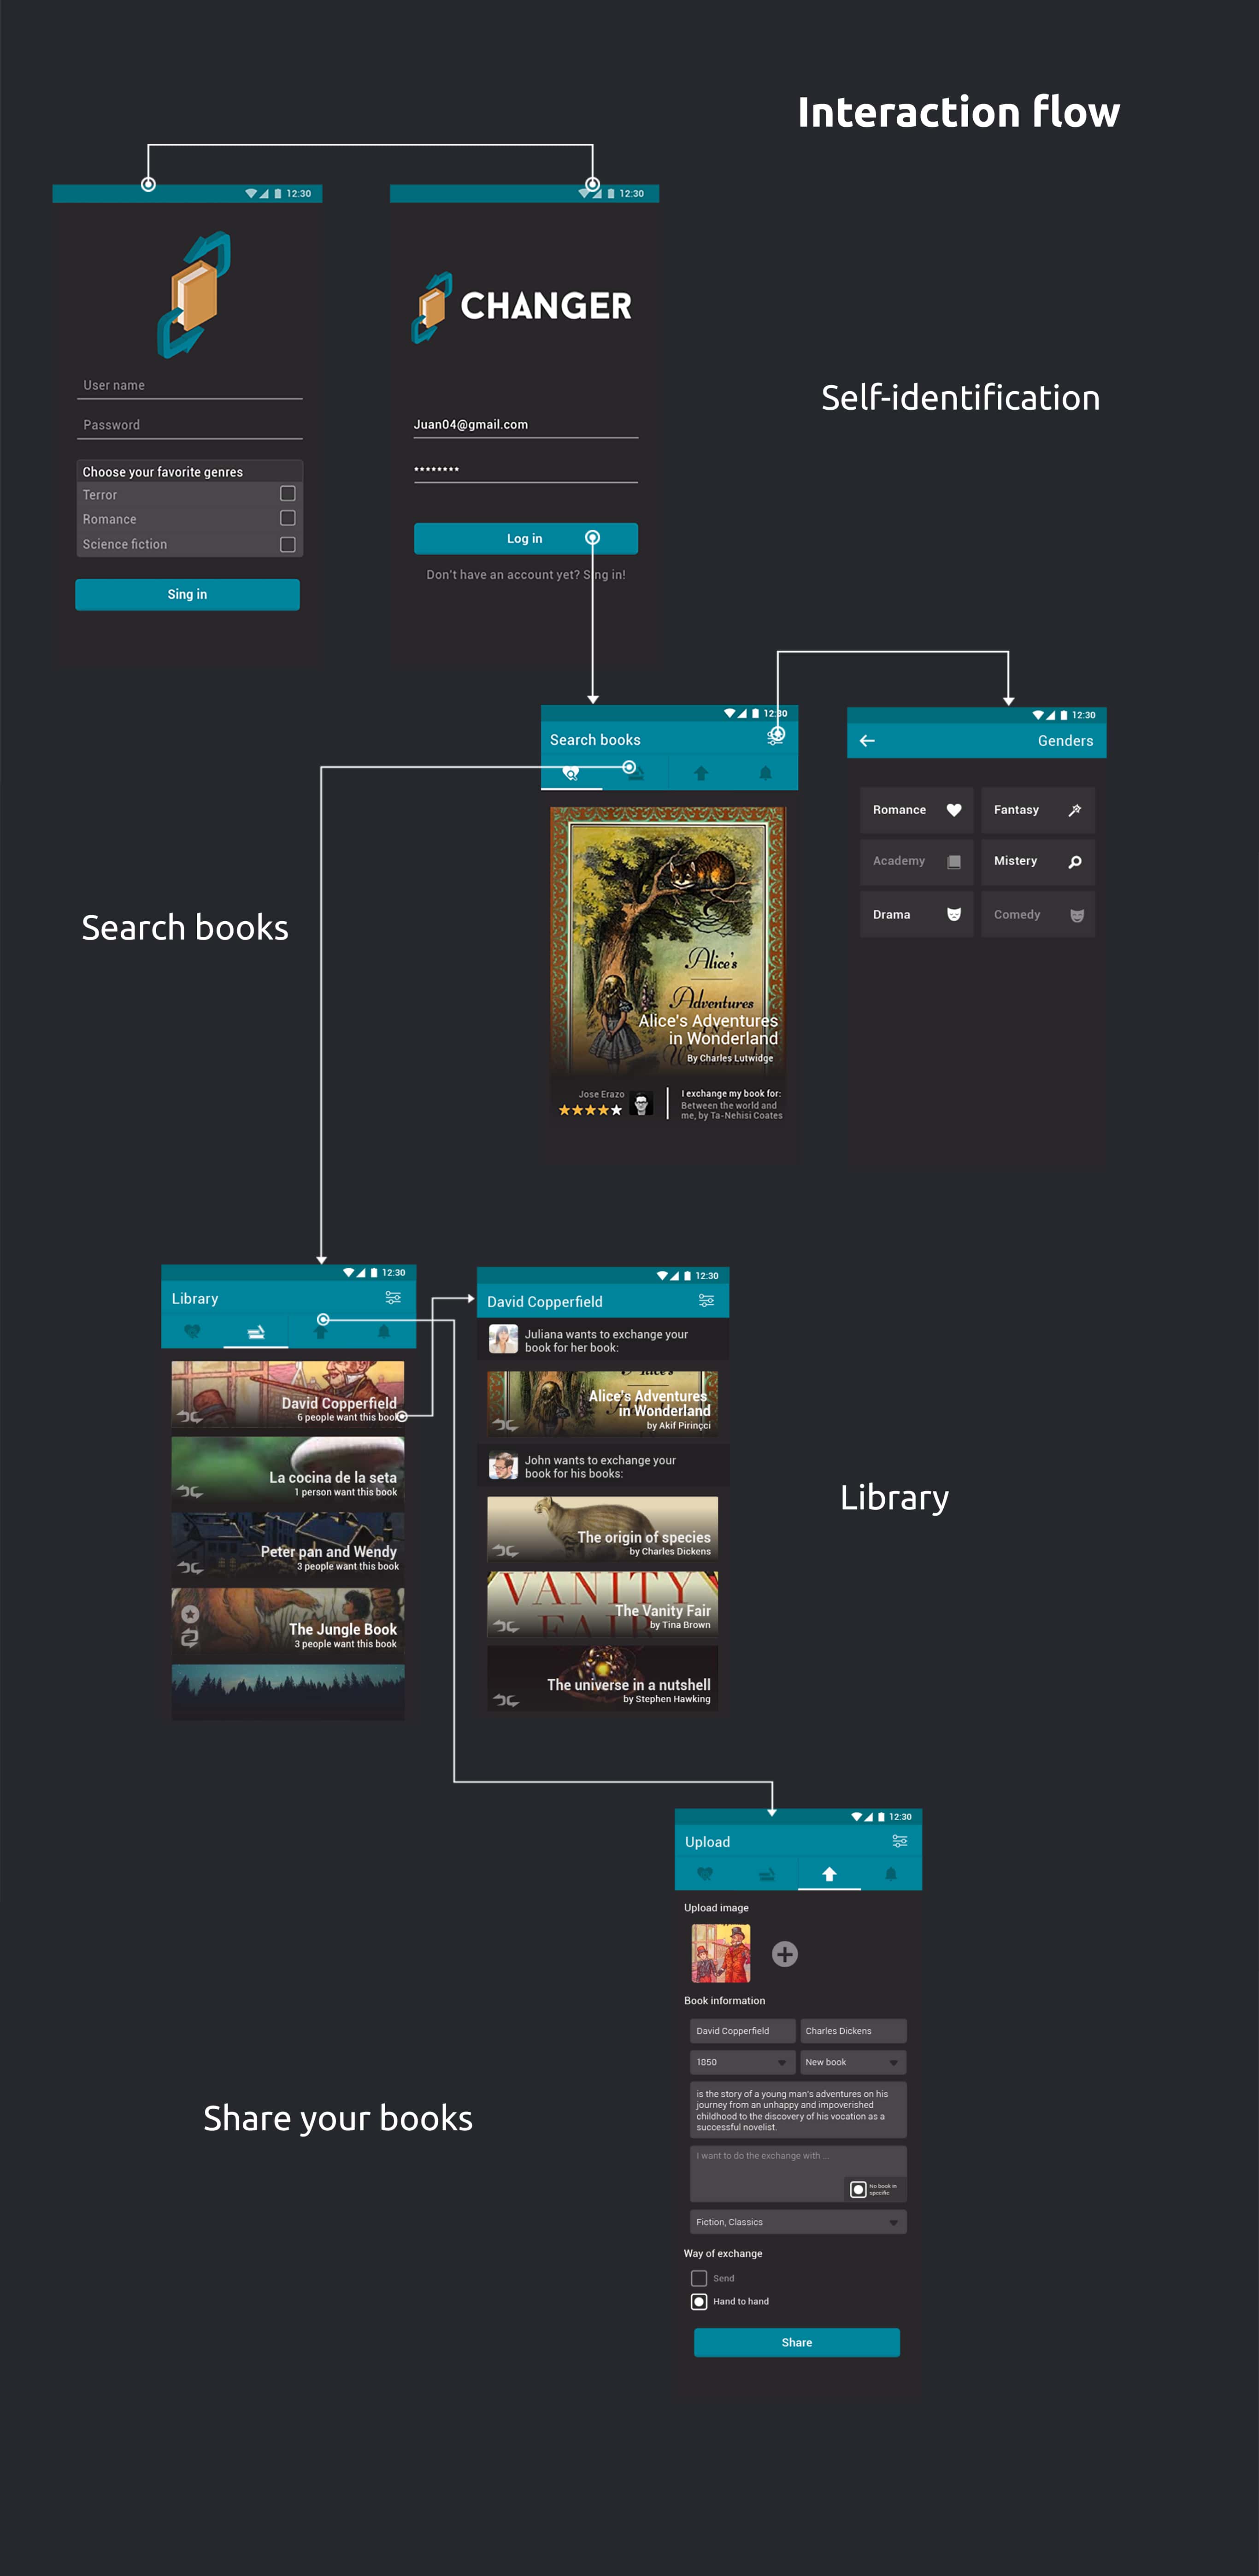 Interaction flow
12:30
12:30
CHANGER
User name
Password
Choose your favorite genres
Terror
Romance
Science fiction
Sing in
Juan04@gmail.com
********
Log in
Don't have an account yet? Sing in!
Self-identification
12:30
Search books
12:30
Genders
Romance
Fantasy
Academy
Mistery
Drama
Comedy
Search books
Alice's
Adventures
Alice's Adventures
in Wonderland
By Charles Lutwidge
Jose Erazo
I exchange my book for:
Between the world and
me, by Ta-Nehisi Coates
12:30
Library
David Copperfield
6 people want this book
La cocina de la seta
1 person want this book
Peter pan and Wendy
3 people want this book
The Jungle Book
3 people want this book
12:30
David Copperfield
Juliana wants to exchange your
book for her book:
Alice's Adventures
in Wonderland
by Akif Pirinçci
John wants to exchange your
book for his books:
The origin of species
by Charles Dickens
VANITY
FAIR
The Vanity Fair
by Tina Brown
The universe in a nutshell
by Stephen Hawking
Library
12:30
Upload
Upload image
Book information
David Copperfield
Charles Dickens
1850
New book
is the story of a young man's adventures on his
journey from an unhappy and impoverished
childhood to the discovery of his vocation as a
successful novelist.
I want to do the exchange with ...
No book in
specific
Fiction, Classics
Way of exchange
Send
Hand to hand
Share
Share your books